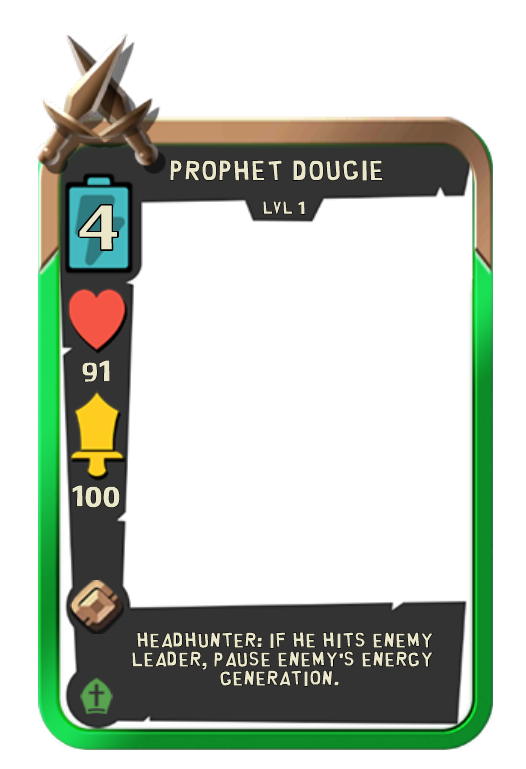 PROPHET DOUGIE
LVL 1
4
91
100
HEADHUNTER: IF HE HITS ENEMY
LEADER, PAUSE ENEMY'S ENERGY
GENERATION.